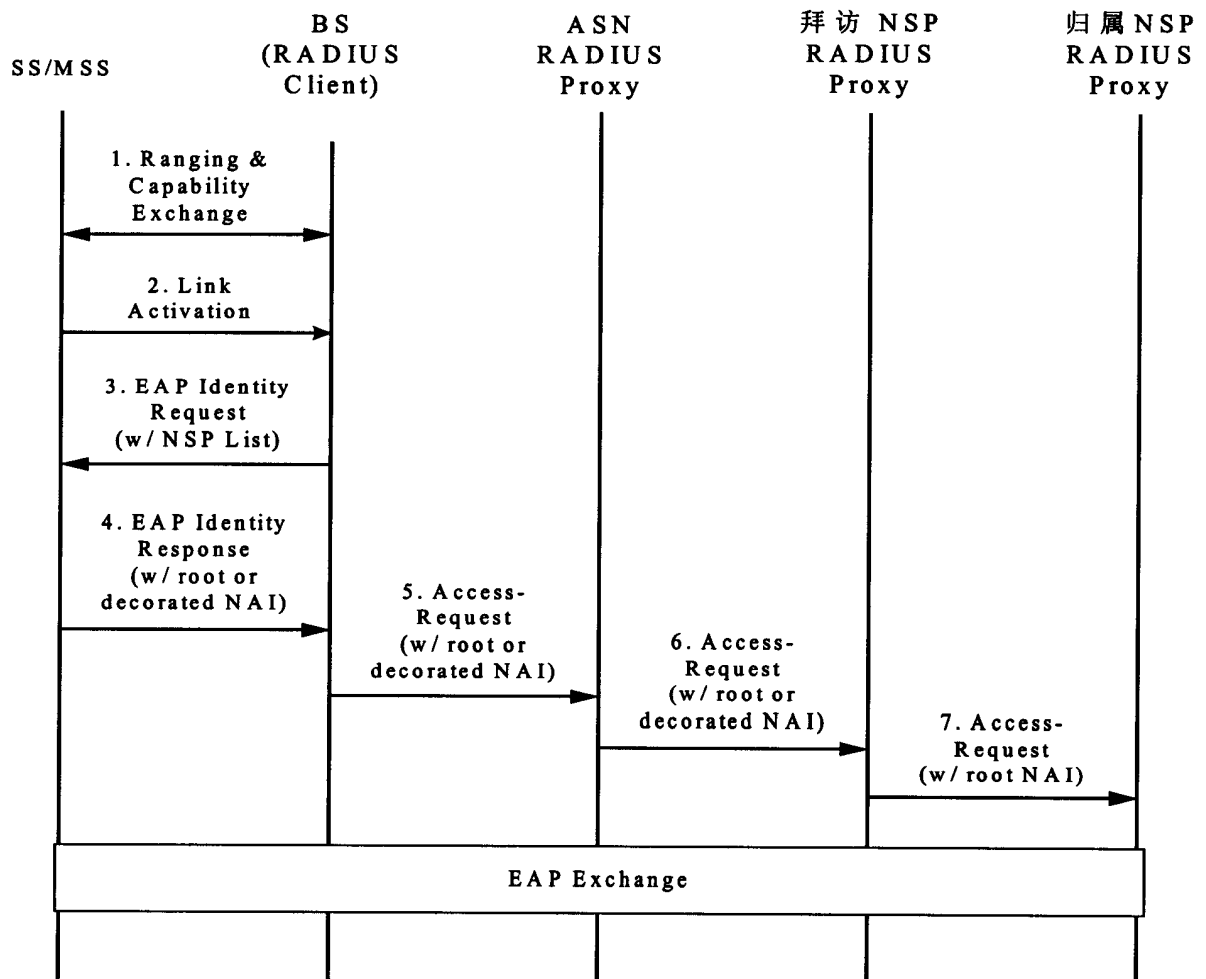 SS/MSS
BS
(RADIUS
Client)
ASN
RADIUS
Proxy
拜访 NSP
RADIUS
Proxy
归属 NSP
RADIUS
Proxy
1. Ranging &
Capability
Exchange
2. Link
Activation
3. EAP Identity
Request
(w/ NSP List)
4. EAP Identity
Response
(w/ root or
decorated NAI)
5. Access-
Request
(w/ root or
decorated NAI)
6. Access-
Request
(w/ root or
decorated NAI)
7. Access-
Request
(w/ root NAI)
EAP Exchange